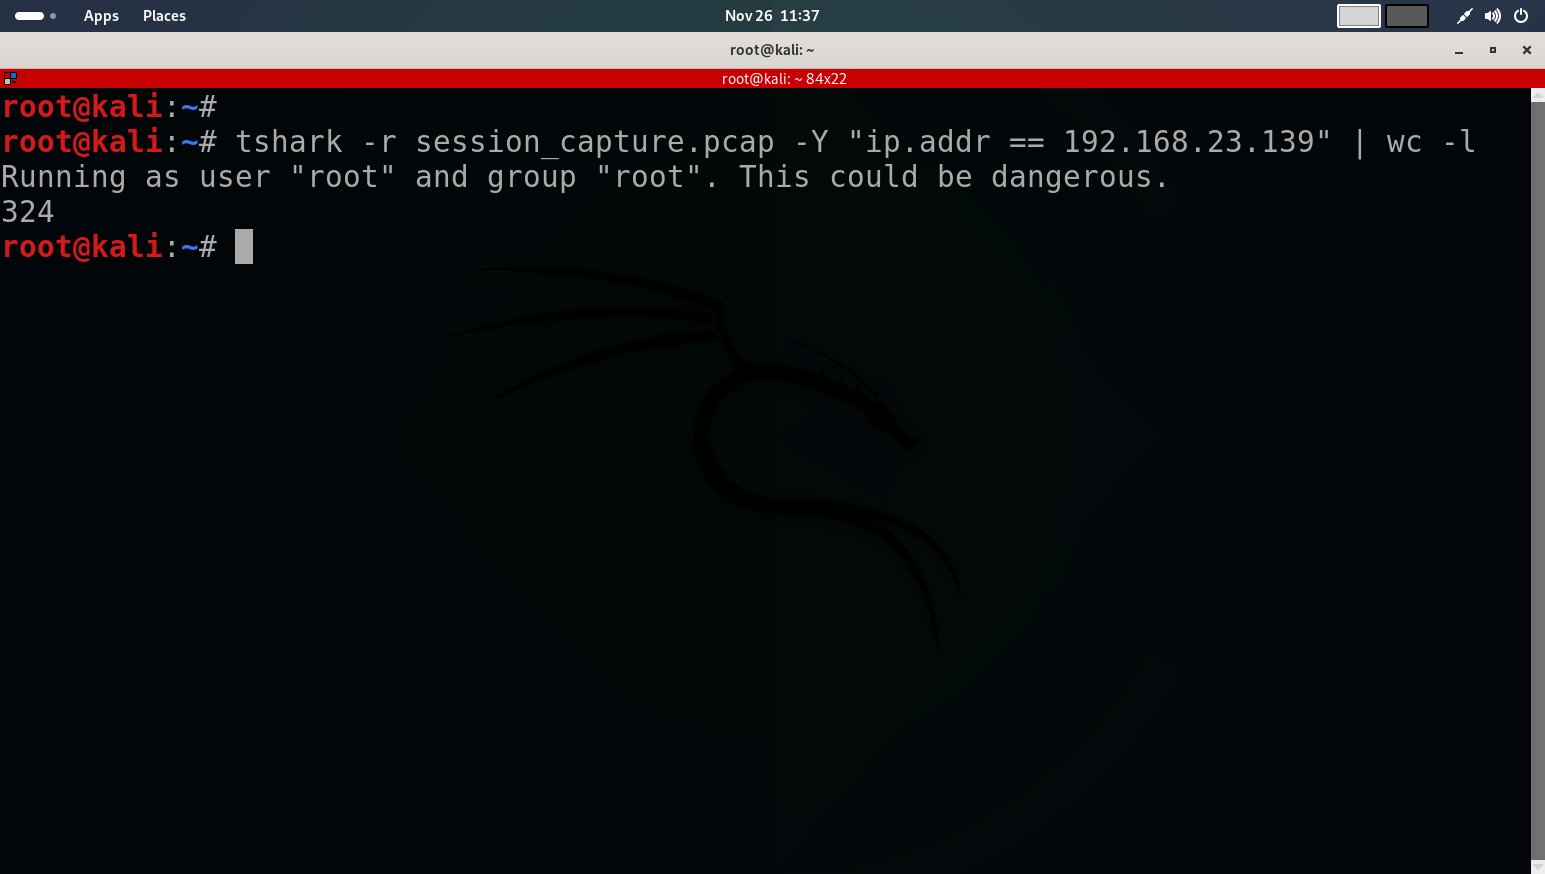 Apps Places Nov 26 11:37
root@kali: ~
root@kali: ~ 84x22
root@kali:~#
root@kali:~# tshark -r session_capture.pcap -Y "ip.addr == 192.168.23.139" | wc -l
Running as user "root" and group "root". This could be dangerous.
324
root@kali:~#